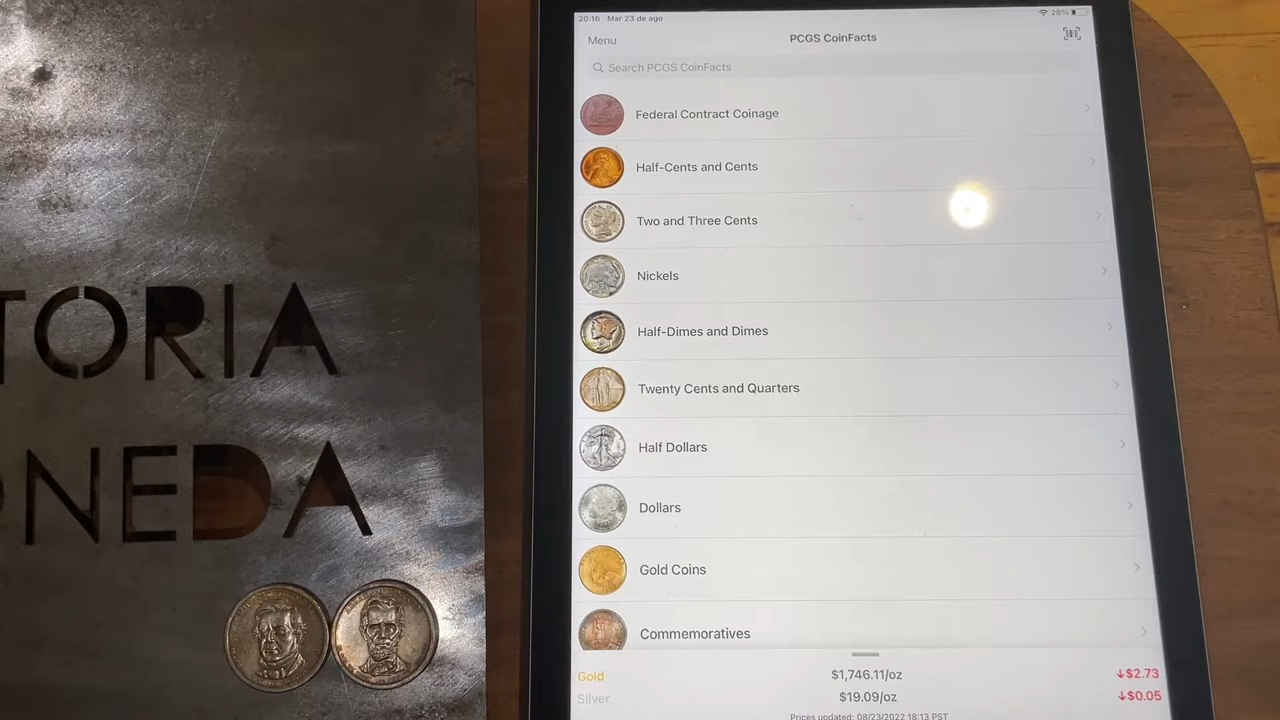 TORIA
ONEDA
20:16 Mar 23 de ago
28%
Menu
PCGS CoinFacts
Search PCGS CoinFacts
Federal Contract Coinage
Half-Cents and Cents
Two and Three Cents
Nickels
Half-Dimes and Dimes
Twenty Cents and Quarters
Half Dollars
Dollars
Gold Coins
Commemoratives
Gold $1,746.11/oz ↓$2.73
Silver $19.09/oz ↓$0.05
Prices updated: 08/23/2022 18:13 PST